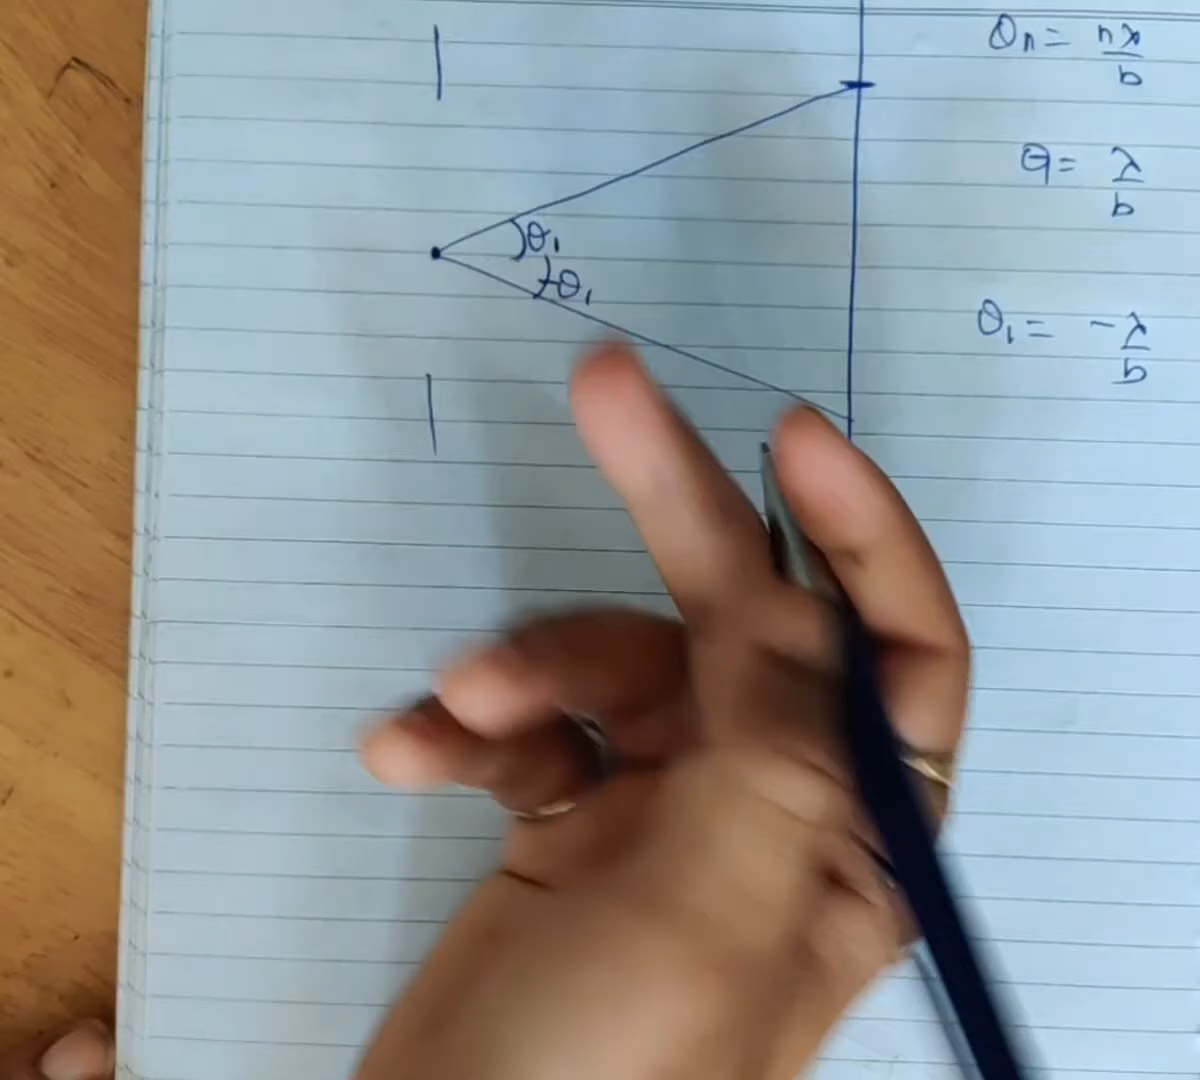 θn = nλ/b
θ = λ/b
θ₁
-θ₁
θ₁ = -λ/b